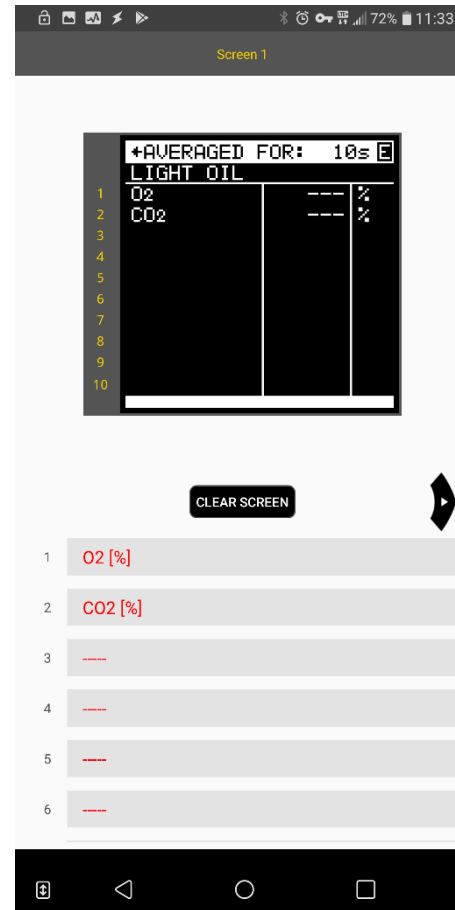 72% 11:33
Screen 1
+AVERAGED FOR: 10s E
LIGHT OIL
1 O2 --- %
2 CO2 --- %
3
4
5
6
7
8
9
10
CLEAR SCREEN
1 O2 [%]
2 CO2 [%]
3 -----
4 -----
5 -----
6 -----